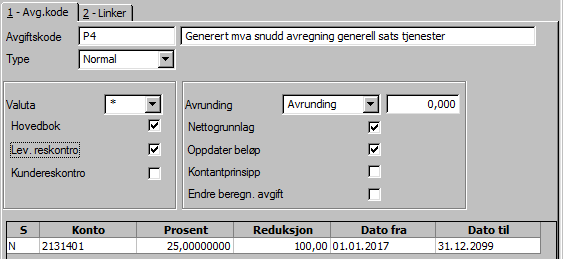 1 - Avg.kode 2 - Linker
Avgiftskode P4 Generert mva snudd avregning generell sats tjenester
Type Normal
Valuta * Avrunding Avrunding 0,000
Hovedbok Nettogrunnlag
Lev. reskontro Oppdater beløp
Kundereskontro Kontantprinsipp
Endre beregn. avgift
S Konto Prosent Reduksjon Dato fra Dato til
N 2131401 25,00000000 100,00 01.01.2017 31.12.2099